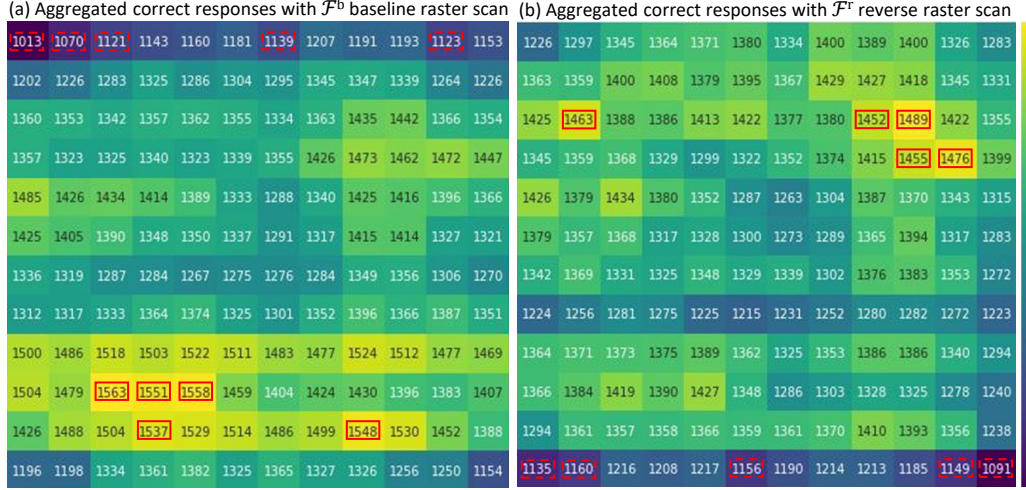 (a) Aggregated correct responses with 𝓕ᵇ baseline raster scan
1013 1070 1121 1143 1160 1181 1139 1207 1191 1193 1123 1153
1202 1226 1283 1325 1286 1304 1295 1345 1347 1339 1264 1226
1360 1353 1342 1357 1362 1355 1334 1363 1435 1442 1366 1354
1357 1323 1325 1340 1323 1339 1355 1426 1473 1462 1472 1447
1485 1426 1434 1414 1389 1333 1288 1340 1425 1416 1396 1366
1425 1405 1390 1348 1350 1337 1291 1317 1415 1414 1327 1321
1336 1319 1287 1284 1267 1275 1276 1284 1349 1356 1306 1270
1312 1317 1333 1364 1374 1325 1301 1352 1396 1366 1387 1351
1500 1486 1518 1503 1522 1511 1483 1477 1524 1512 1477 1469
1504 1479 1563 1551 1558 1459 1404 1424 1430 1396 1383 1407
1426 1488 1504 1537 1529 1514 1486 1499 1548 1530 1452 1388
1196 1198 1334 1361 1382 1325 1365 1327 1326 1256 1250 1154
(b) Aggregated correct responses with 𝓕ʳ reverse raster scan
1226 1297 1345 1364 1371 1380 1334 1400 1389 1400 1326 1283
1363 1359 1400 1408 1379 1395 1367 1429 1427 1418 1345 1331
1425 1463 1388 1386 1413 1422 1377 1380 1452 1489 1422 1355
1345 1359 1368 1329 1299 1322 1352 1374 1415 1455 1476 1399
1426 1379 1434 1380 1352 1287 1263 1304 1387 1370 1343 1315
1379 1357 1368 1317 1328 1300 1273 1289 1365 1394 1317 1283
1342 1369 1331 1325 1348 1329 1339 1302 1376 1383 1353 1272
1224 1256 1281 1275 1225 1215 1231 1252 1280 1282 1272 1223
1364 1371 1373 1375 1389 1362 1325 1353 1386 1386 1340 1294
1366 1384 1419 1390 1427 1348 1286 1303 1328 1325 1278 1240
1294 1361 1357 1358 1366 1359 1361 1370 1410 1393 1356 1238
1135 1160 1216 1208 1217 1156 1190 1214 1213 1185 1149 1091